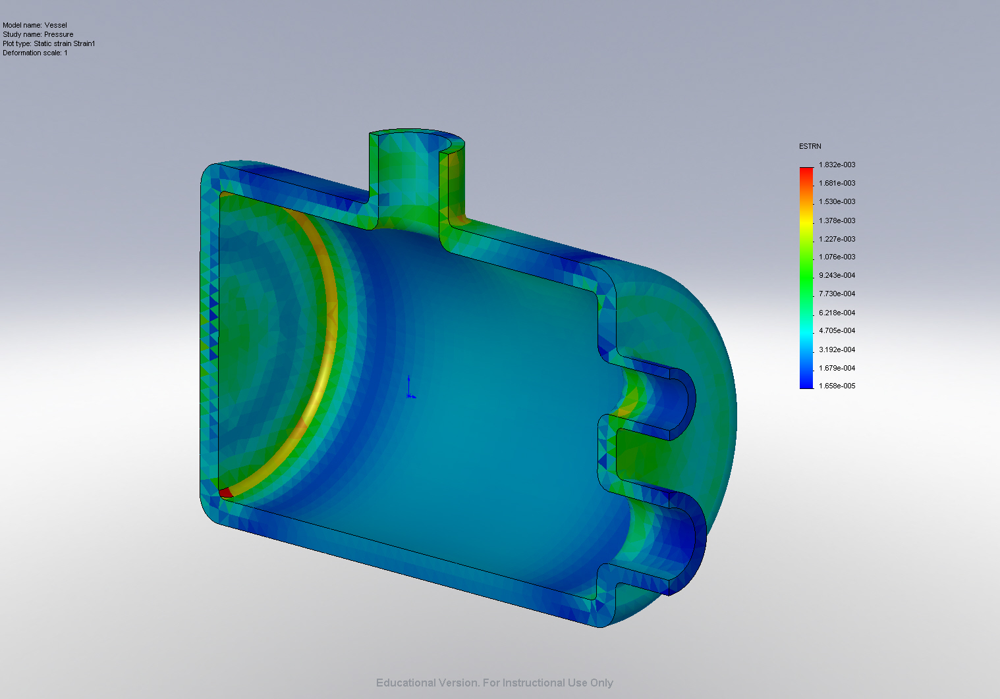 Model name: Vessel
Study name: Pressure
Plot type: Static strain Strain1
Deformation scale: 1
ESTRN
1.832e-003
1.681e-003
1.530e-003
1.378e-003
1.227e-003
1.076e-003
9.243e-004
7.730e-004
6.218e-004
4.705e-004
3.192e-004
1.679e-004
1.658e-005
Educational Version. For Instructional Use Only